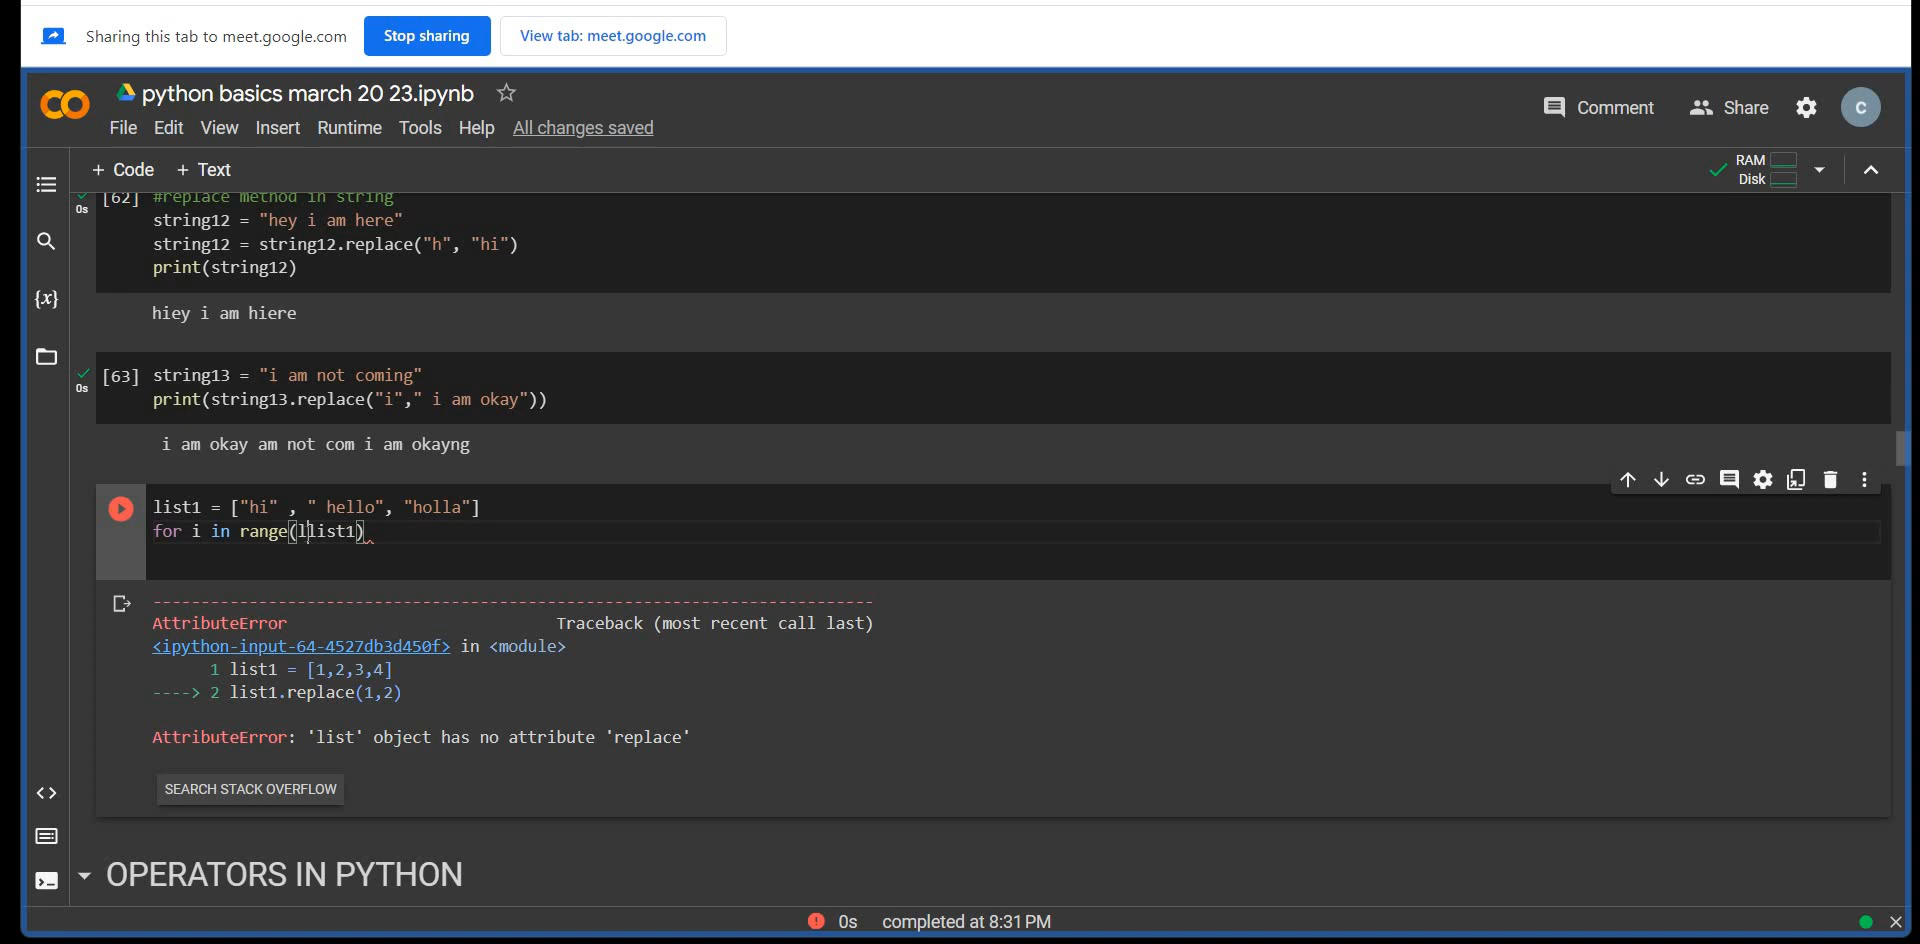 Sharing this tab to meet.google.com Stop sharing View tab: meet.google.com
python basics march 20 23.ipynb
Comment Share C
File Edit View Insert Runtime Tools Help All changes saved
+ Code + Text
RAM
Disk
0s [62] #replace method in string
string12 = "hey i am here"
string12 = string12.replace("h", "hi")
print(string12)
hiey i am hiere
0s [63] string13 = "i am not coming"
print(string13.replace("i"," i am okay"))
i am okay am not com i am okayng
list1 = ["hi" , " hello", "holla"]
for i in range(llist1)
---------------------------------------------------------------------------
AttributeError Traceback (most recent call last)
<ipython-input-64-4527db3d450f> in <module>
1 list1 = [1,2,3,4]
----> 2 list1.replace(1,2)
AttributeError: 'list' object has no attribute 'replace'
SEARCH STACK OVERFLOW
OPERATORS IN PYTHON
0s completed at 8:31 PM